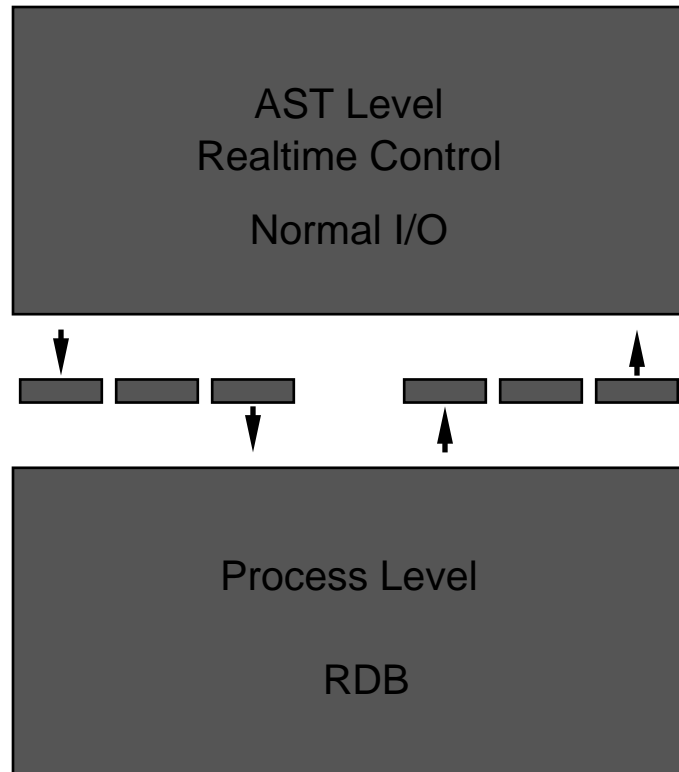 AST Level
Realtime Control
Normal I/O
Process Level
RDB